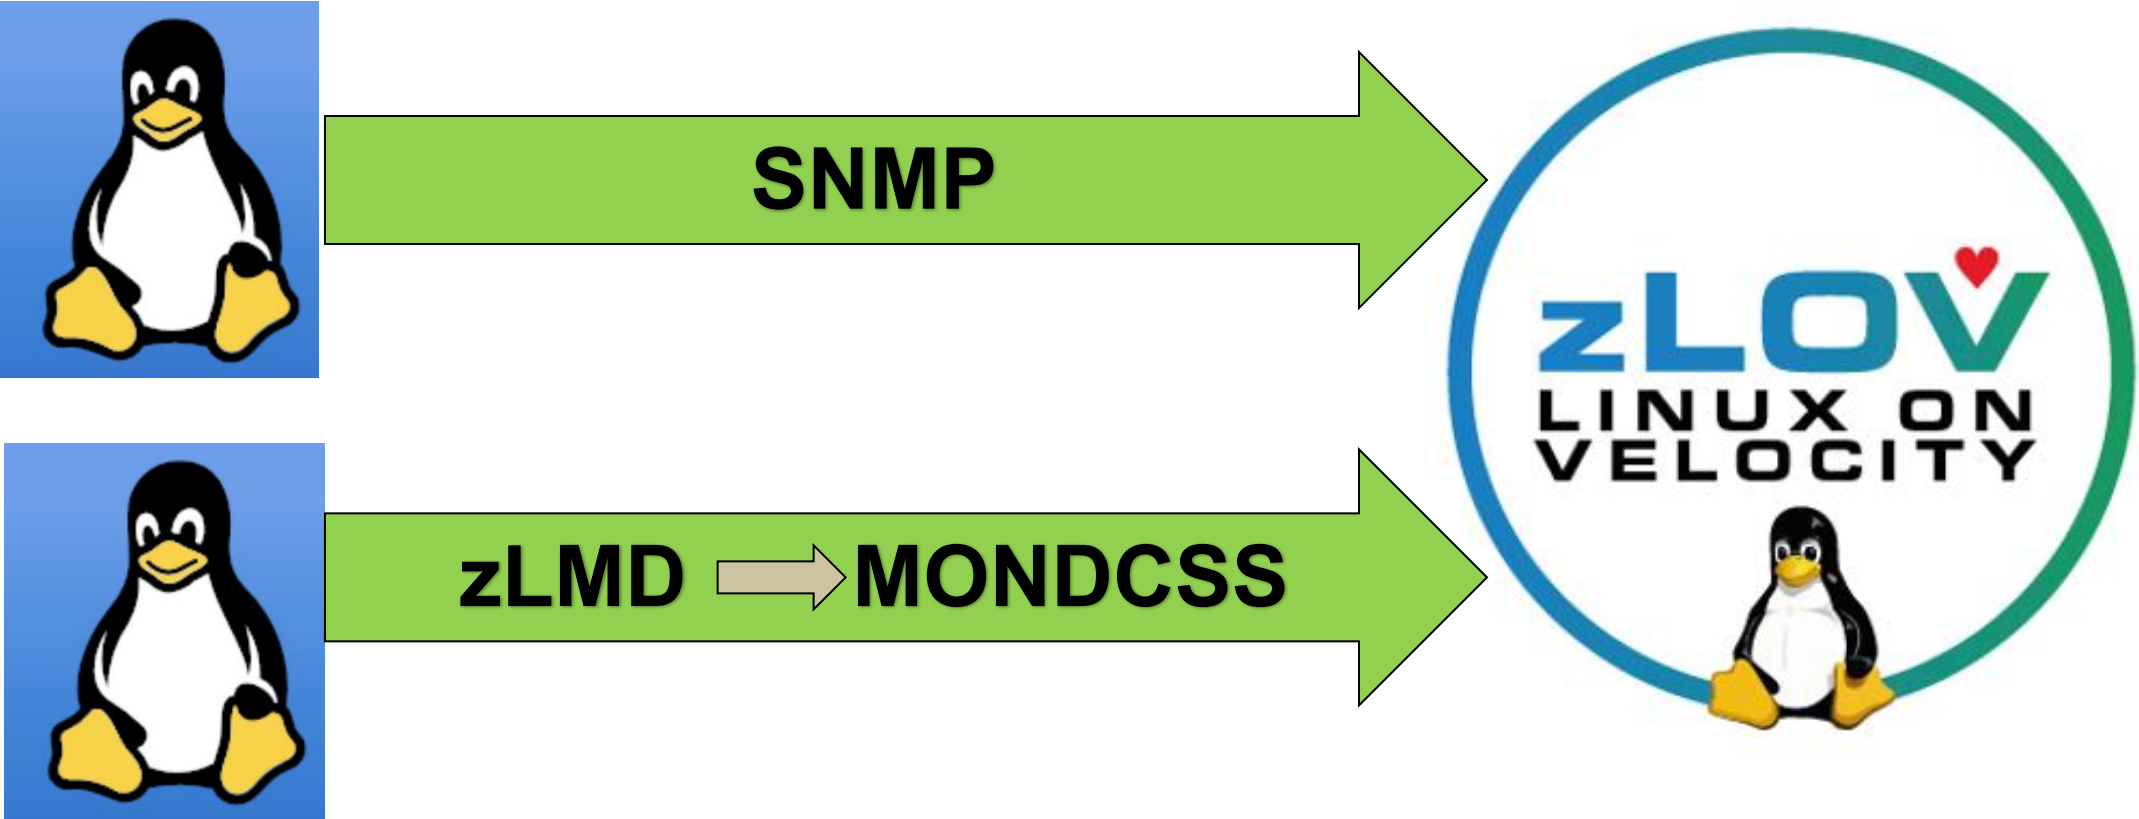 SNMP
zLOV
LINUX ON
VELOCITY
zLMD MONDCSS